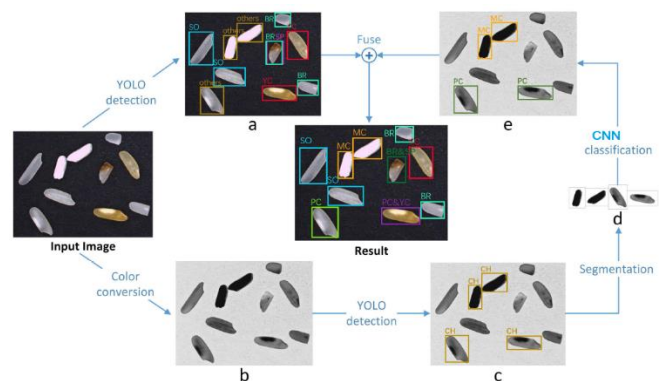 SO
others
others
BR
BR
SP
SO
others
YC
BR
a
Fuse
MC
MC
PC
PC
e
YOLO
detection
CNN
classification
SO
MC
MC
BR
SO
PC
PC&YC
BR
d
Input Image
Result
Color
conversion
Segmentation
CH
CH
CH
CH
YOLO
detection
b
c